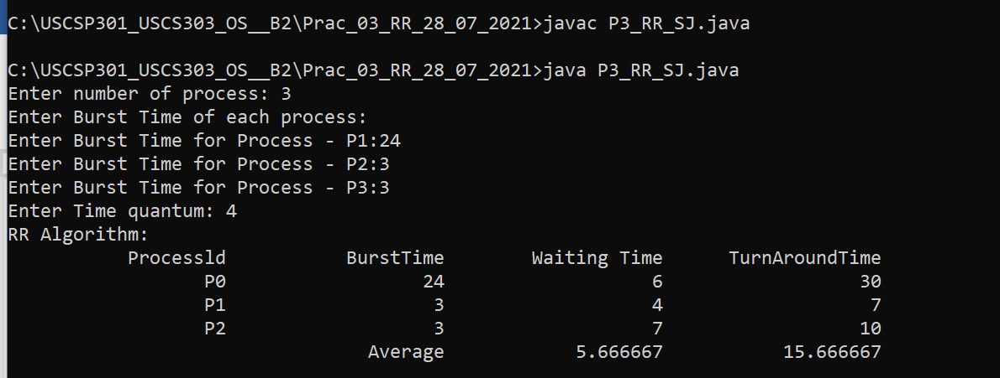 C:\USCSP301_USCS303_OS__B2\Prac_03_RR_28_07_2021>javac P3_RR_SJ.java
C:\USCSP301_USCS303_OS__B2\Prac_03_RR_28_07_2021>java P3_RR_SJ.java
Enter number of process: 3
Enter Burst Time of each process:
Enter Burst Time for Process - P1:24
Enter Burst Time for Process - P2:3
Enter Burst Time for Process - P3:3
Enter Time quantum: 4
RR Algorithm:
Processld BurstTime Waiting Time TurnAroundTime
P0 24 6 30
P1 3 4 7
P2 3 7 10
Average 5.666667 15.666667